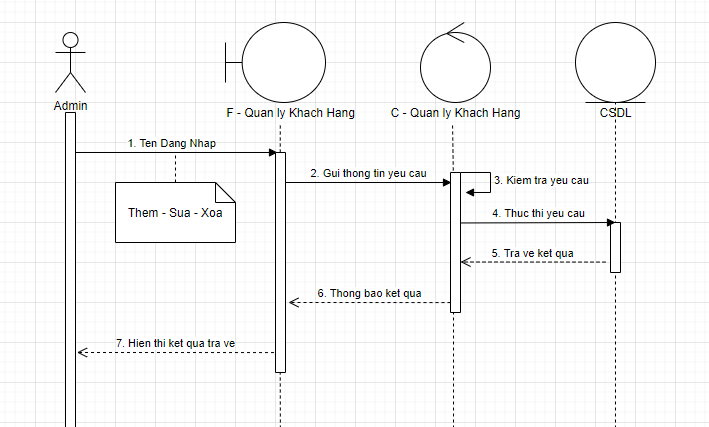 Admin
F - Quan ly Khach Hang
C - Quan ly Khach Hang
CSDL
1. Ten Dang Nhap
2. Gui thong tin yeu cau
3. Kiem tra yeu cau
Them - Sua - Xoa
4. Thuc thi yeu cau
5. Tra ve ket qua
6. Thong bao ket qua
7. Hien thi ket qua tra ve